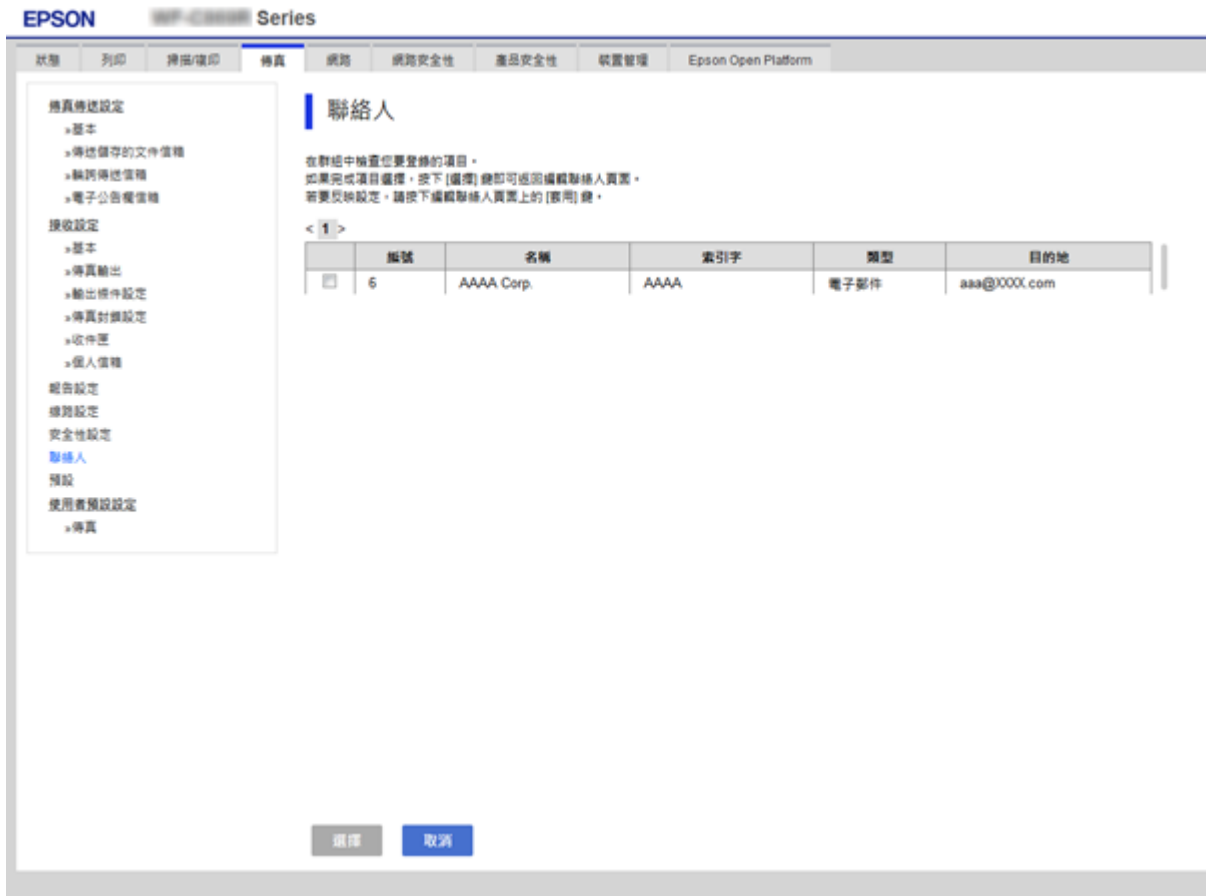 EPSON Series
狀態 列印 掃描/複印 傳真 網路 網路安全性 產品安全性 裝置管理 Epson Open Platform
傳真傳送設定
»基本
»傳送儲存的文件信箱
»輪詢傳送信箱
»電子公告欄信箱
接收設定
»基本
»傳真輸出
»輸出條件設定
»傳真封鎖設定
»收件匣
»個人信箱
報告設定
線路設定
安全性設定
聯絡人
預設
使用者預設設定
»傳真
聯絡人
在群組中檢查您要登錄的項目。
如果完成項目選擇，按下 [選擇] 鍵即可返回編輯聯絡人頁面。
若要反映設定，請按下編輯聯絡人頁面上的 [套用] 鍵。
< 1 >
編號 名稱 索引字 類型 目的地
6 AAAA Corp. AAAA 電子郵件 aaa@XXXX.com
選擇 取消